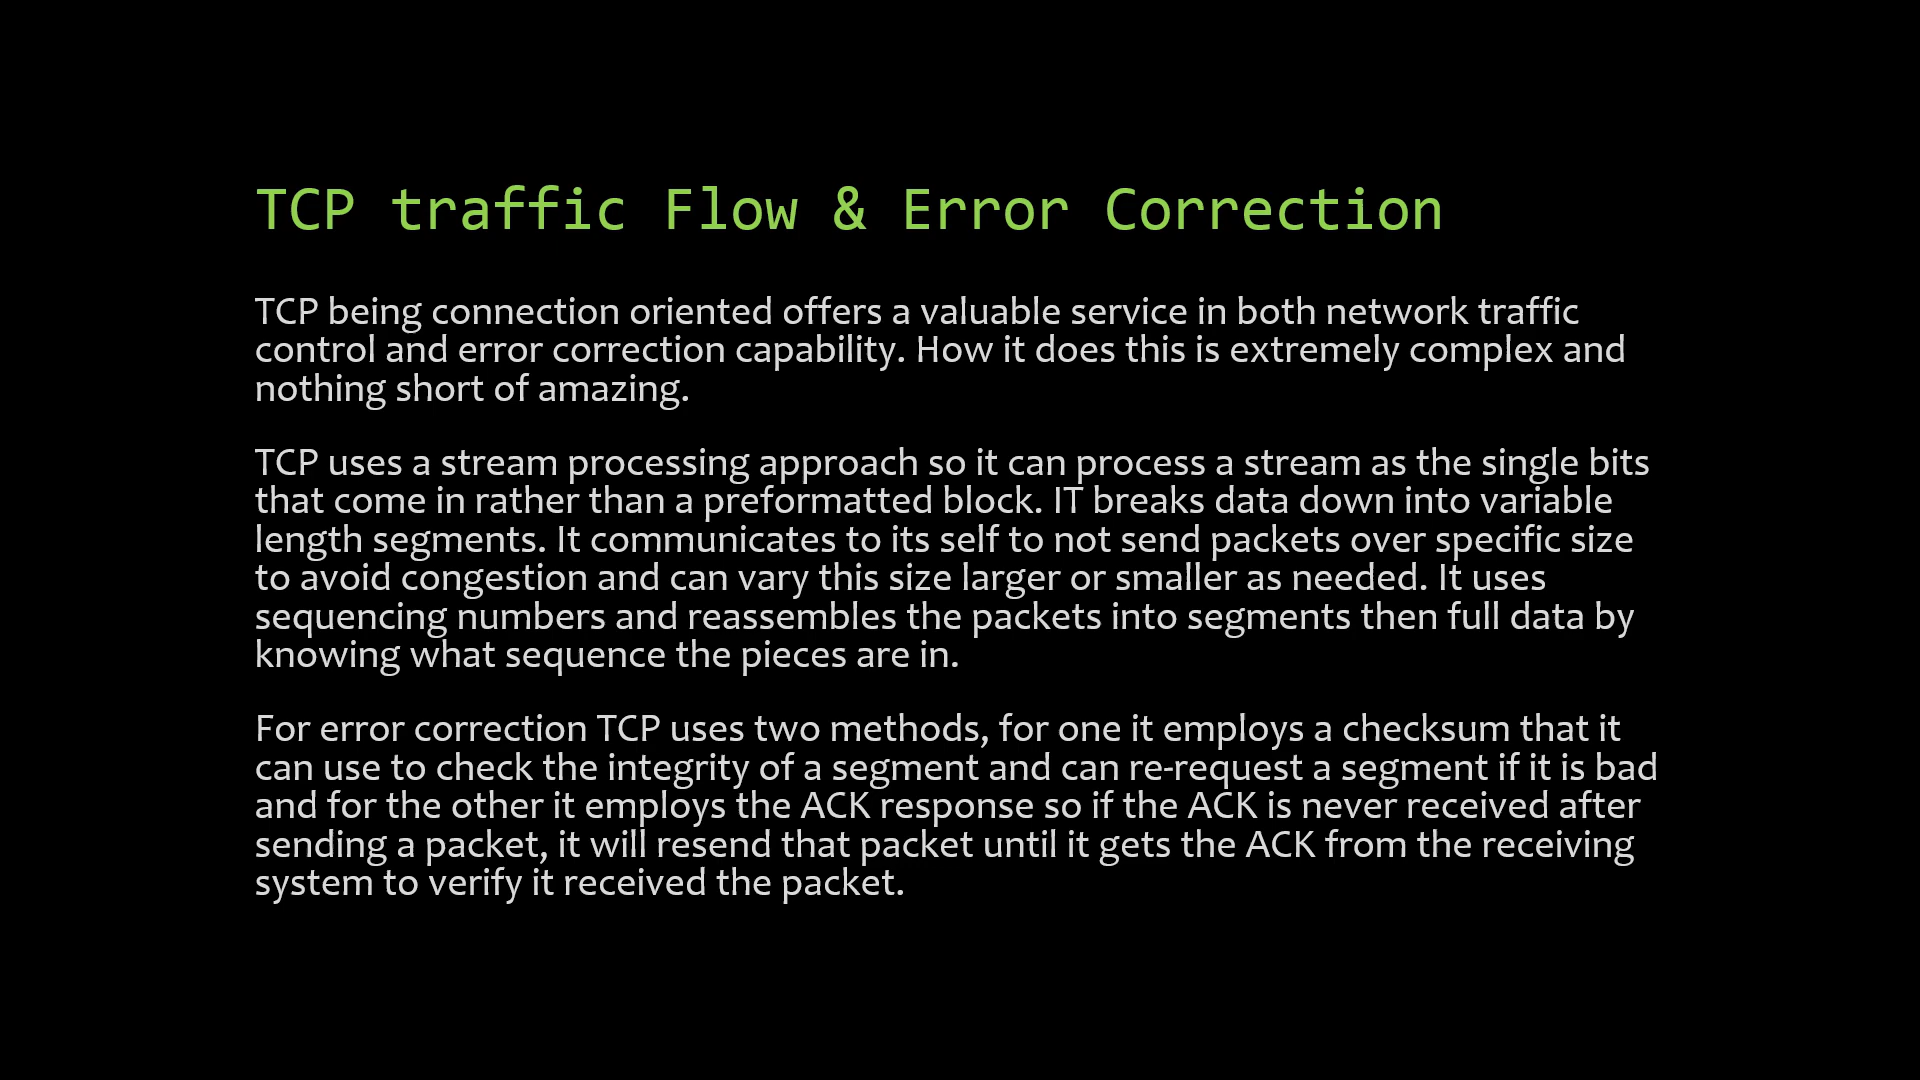 TCP traffic Flow & Error Correction
TCP being connection oriented offers a valuable service in both network traffic
control and error correction capability. How it does this is extremely complex and
nothing short of amazing.
TCP uses a stream processing approach so it can process a stream as the single bits
that come in rather than a preformatted block. IT breaks data down into variable
length segments. It communicates to its self to not send packets over specific size
to avoid congestion and can vary this size larger or smaller as needed. It uses
sequencing numbers and reassembles the packets into segments then full data by
knowing what sequence the pieces are in.
For error correction TCP uses two methods, for one it employs a checksum that it
can use to check the integrity of a segment and can re-request a segment if it is bad
and for the other it employs the ACK response so if the ACK is never received after
sending a packet, it will resend that packet until it gets the ACK from the receiving
system to verify it received the packet.